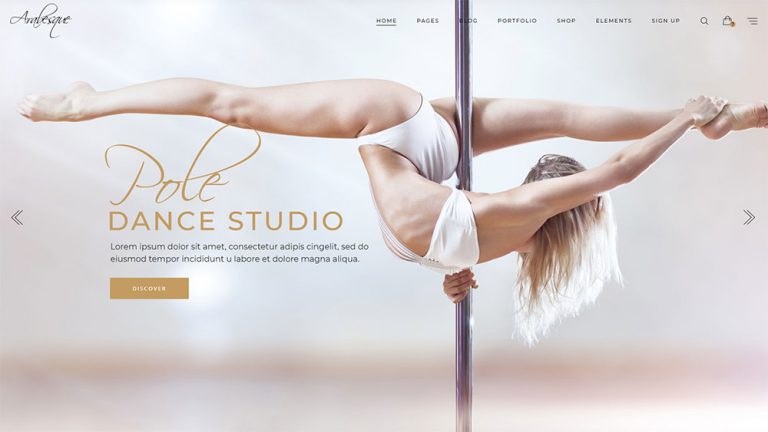 Arabesque
HOME PAGES BLOG PORTFOLIO SHOP ELEMENTS SIGN UP
Pole
DANCE STUDIO
Lorem ipsum dolor sit amet, consectetur adipis cingelit, sed do
eiusmod tempor incididunt u labore et dolore magna aliqua.
DISCOVER